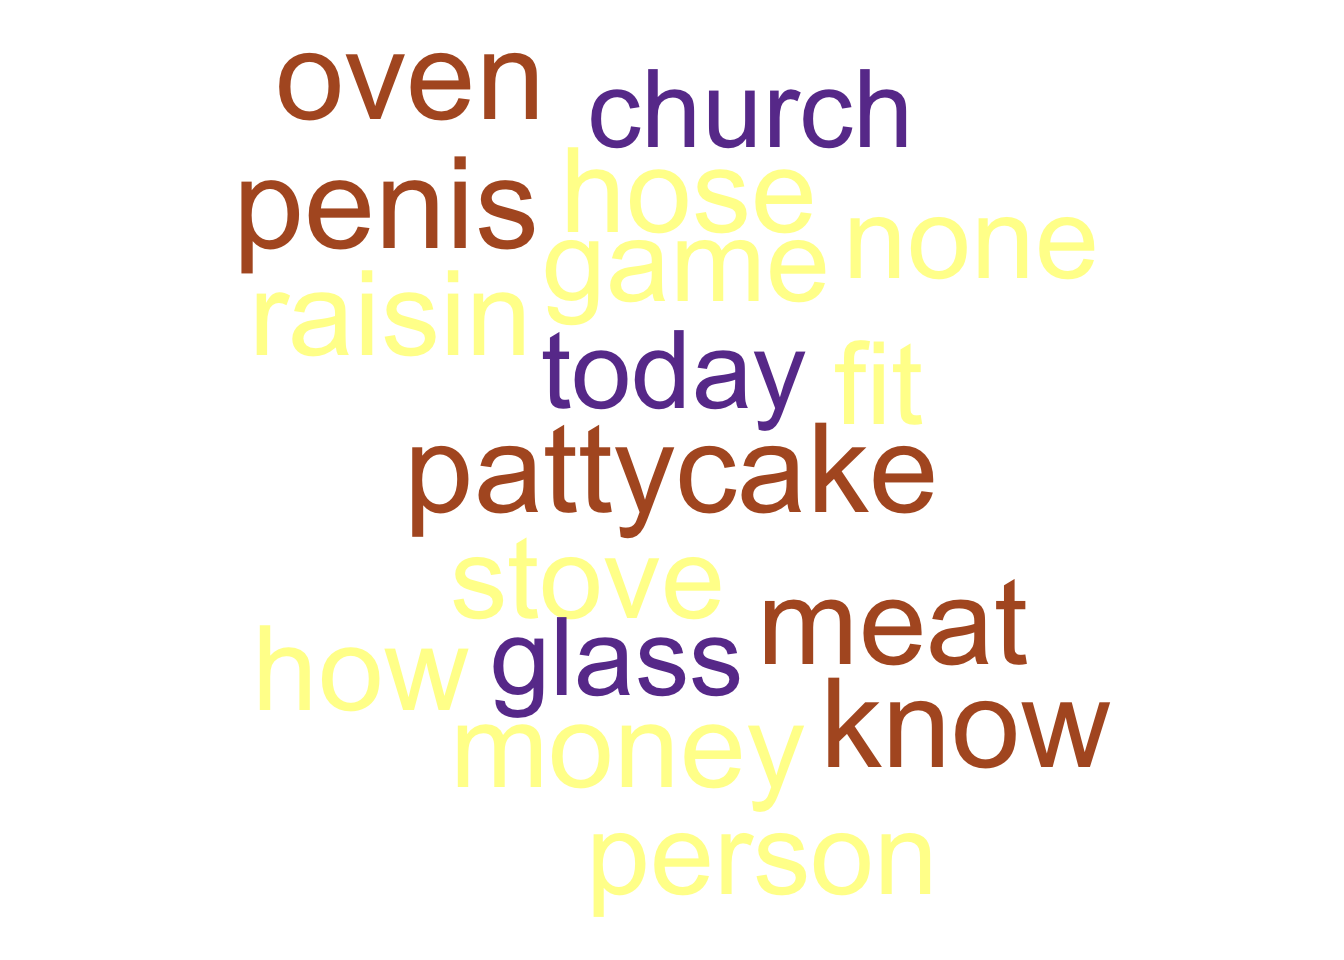 oven
church
penis
hose
none
game
raisin
today
fit
pattycake
stove
meat
how
glass
know
money
person